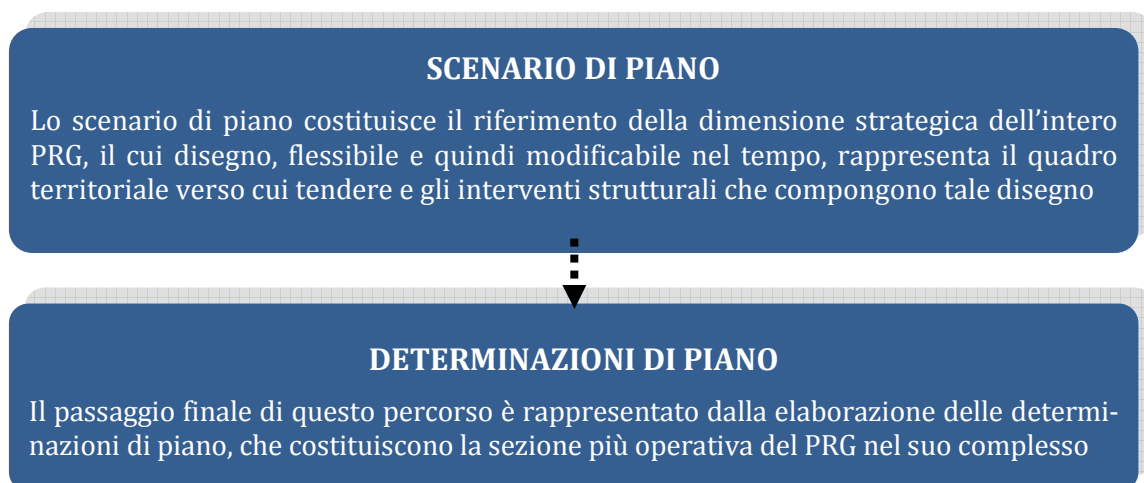 SCENARIO DI PIANO
Lo scenario di piano costituisce il riferimento della dimensione strategica dell'intero
PRG, il cui disegno, flessibile e quindi modificabile nel tempo, rappresenta il quadro
territoriale verso cui tendere e gli interventi strutturali che compongono tale disegno
DETERMINAZIONI DI PIANO
Il passaggio finale di questo percorso è rappresentato dalla elaborazione delle determi-
nazioni di piano, che costituiscono la sezione più operativa del PRG nel suo complesso